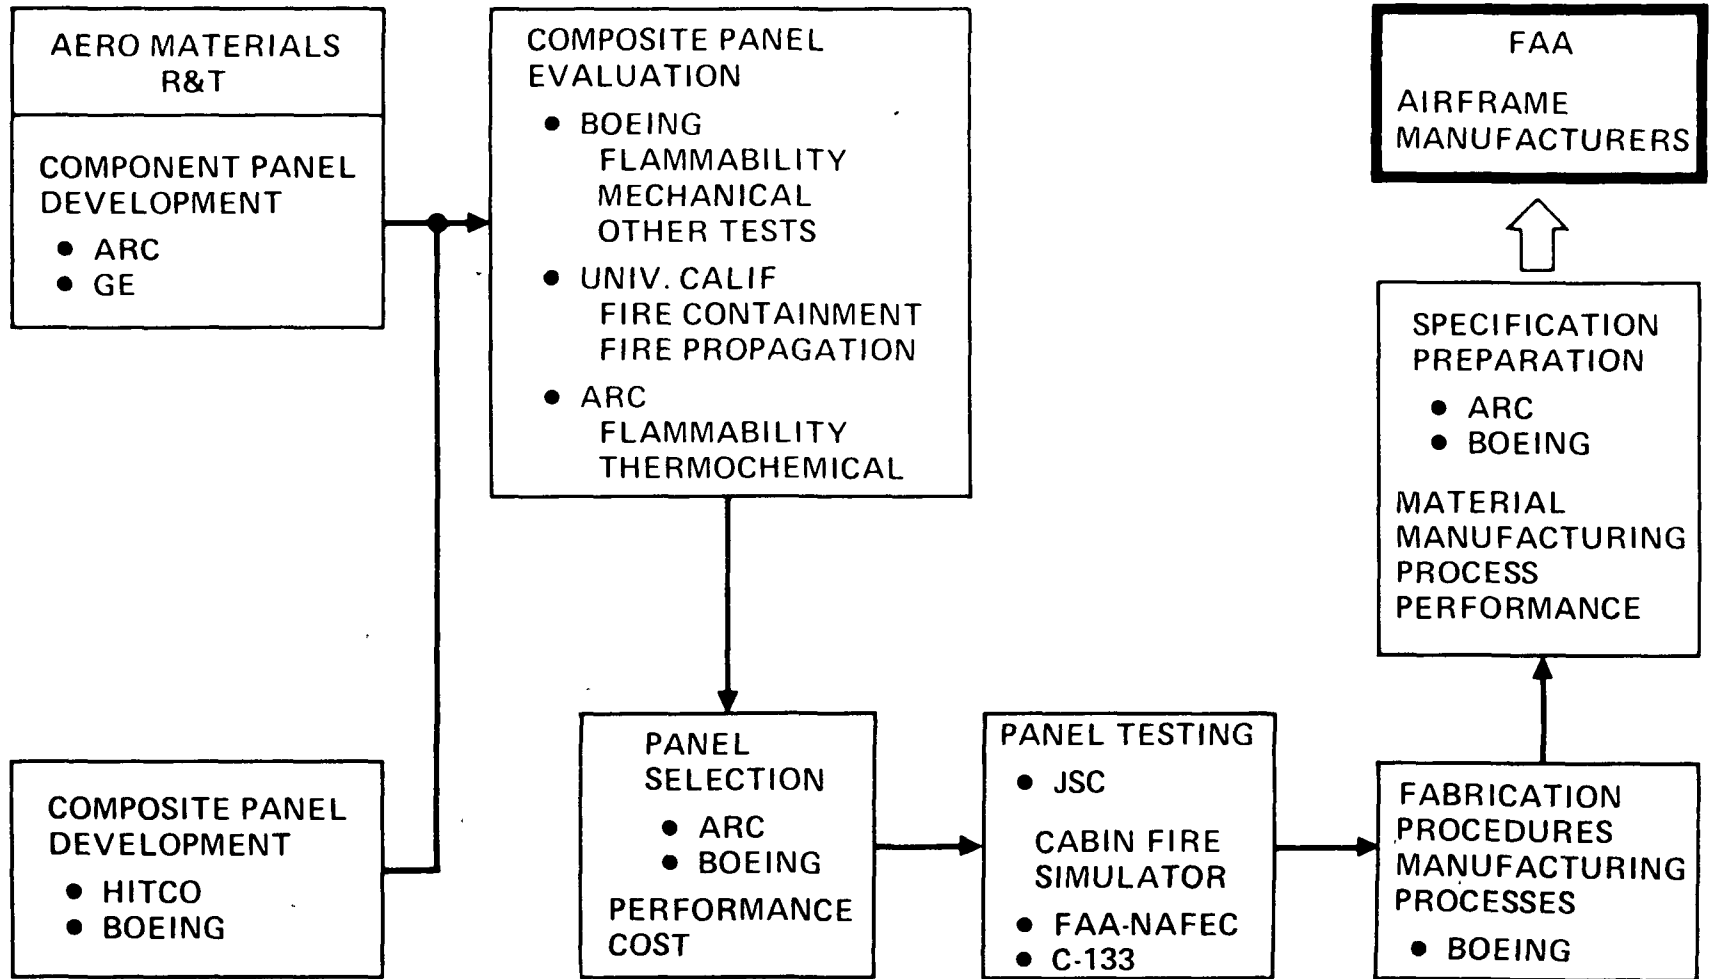 AERO MATERIALS
R&T
COMPONENT PANEL
DEVELOPMENT
● ARC
● GE
COMPOSITE PANEL
DEVELOPMENT
● HITCO
● BOEING
COMPOSITE PANEL
EVALUATION
● BOEING
FLAMMABILITY
MECHANICAL
OTHER TESTS
● UNIV. CALIF
FIRE CONTAINMENT
FIRE PROPAGATION
● ARC
FLAMMABILITY
THERMOCHEMICAL
PANEL
SELECTION
● ARC
● BOEING
PERFORMANCE
COST
PANEL TESTING
● JSC
CABIN FIRE
SIMULATOR
● FAA-NAFEC
● C-133
FABRICATION
PROCEDURES
MANUFACTURING
PROCESSES
● BOEING
SPECIFICATION
PREPARATION
● ARC
● BOEING
MATERIAL
MANUFACTURING
PROCESS
PERFORMANCE
FAA
AIRFRAME
MANUFACTURERS